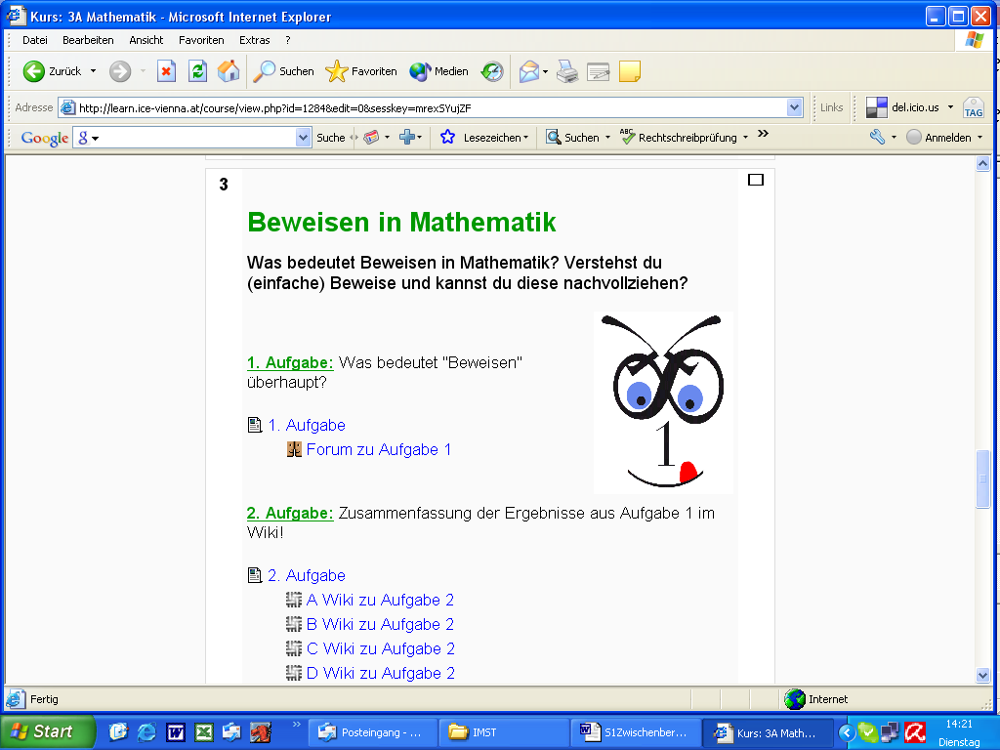 Kurs: 3A Mathematik - Microsoft Internet Explorer
Datei Bearbeiten Ansicht Favoriten Extras ?
Zurück Suchen Favoriten Medien
Adresse http://learn.ice-vienna.at/course/view.php?id=1284&edit=0&sesskey=mrexSYujZF Links del.icio.us TAG
Google g Suche Lesezeichen Suchen ABC Rechtschreibprüfung » Anmelden
3
Beweisen in Mathematik
Was bedeutet Beweisen in Mathematik? Verstehst du
(einfache) Beweise und kannst du diese nachvollziehen?
1. Aufgabe: Was bedeutet "Beweisen"
überhaupt?
1
1. Aufgabe
Forum zu Aufgabe 1
2. Aufgabe: Zusammenfassung der Ergebnisse aus Aufgabe 1 im
Wiki!
2. Aufgabe
A Wiki zu Aufgabe 2
B Wiki zu Aufgabe 2
C Wiki zu Aufgabe 2
D Wiki zu Aufgabe 2
Fertig Internet
Start » Posteingang - ... IMST S1Zwischenber... Kurs: 3A Math... 14:21
Dienstag